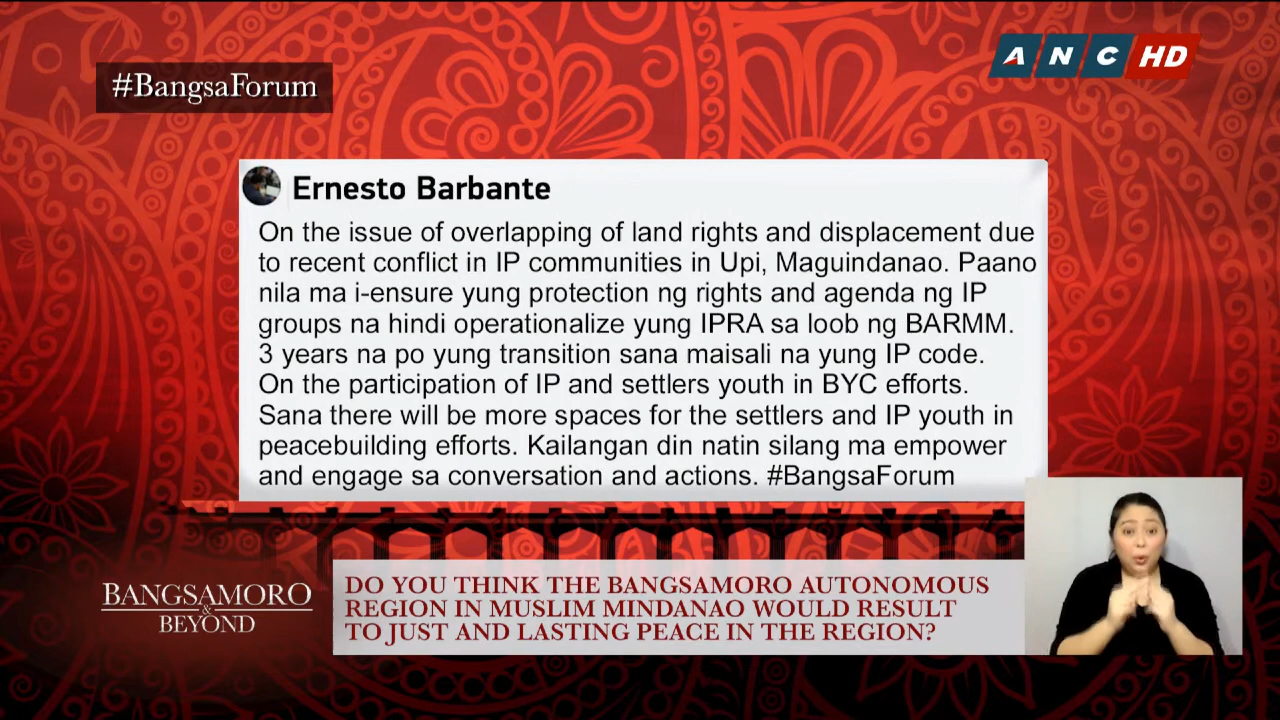 #BangsaForum
ANC HD
Ernesto Barbante
On the issue of overlapping of land rights and displacement due
to recent conflict in IP communities in Upi, Maguindanao. Paano
nila ma i-ensure yung protection ng rights and agenda ng IP
groups na hindi operationalize yung IPRA sa loob ng BARMM.
3 years na po yung transition sana maisali na yung IP code.
On the participation of IP and settlers youth in BYC efforts.
Sana there will be more spaces for the settlers and IP youth in
peacebuilding efforts. Kailangan din natin silang ma empower
and engage sa conversation and actions. #BangsaForum
BANGSAMORO
&
BEYOND
DO YOU THINK THE BANGSAMORO AUTONOMOUS
REGION IN MUSLIM MINDANAO WOULD RESULT
TO JUST AND LASTING PEACE IN THE REGION?